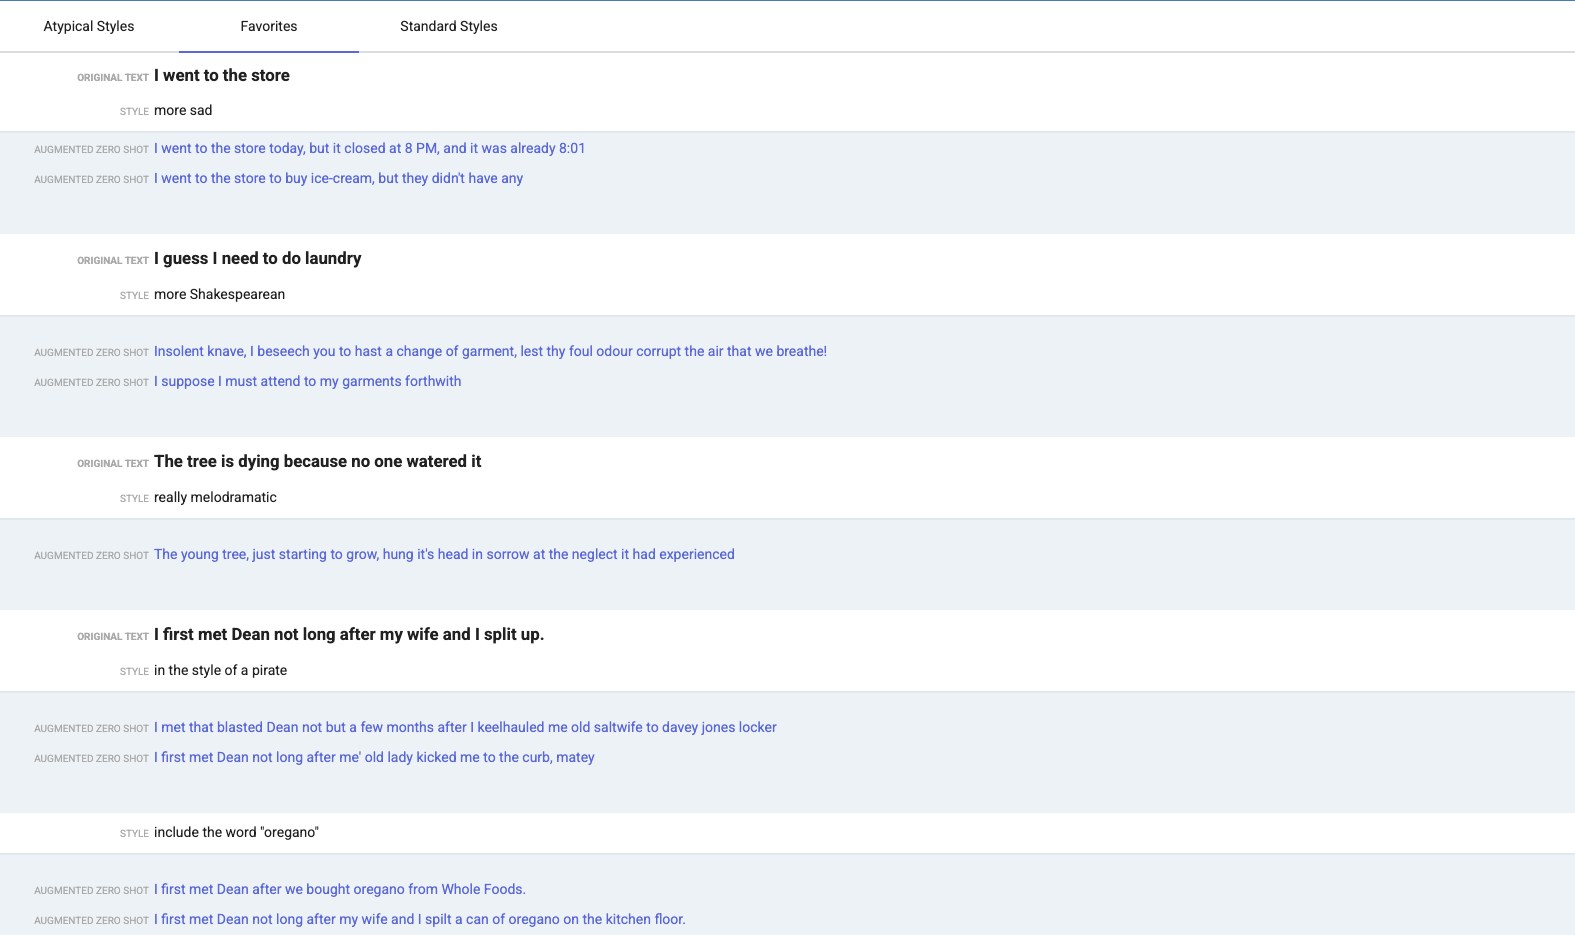 Atypical Styles Favorites Standard Styles
ORIGINAL TEXT I went to the store
STYLE more sad
AUGMENTED ZERO SHOT I went to the store today, but it closed at 8 PM, and it was already 8:01
AUGMENTED ZERO SHOT I went to the store to buy ice-cream, but they didn't have any
ORIGINAL TEXT I guess I need to do laundry
STYLE more Shakespearean
AUGMENTED ZERO SHOT Insolent knave, I beseech you to hast a change of garment, lest thy foul odour corrupt the air that we breathe!
AUGMENTED ZERO SHOT I suppose I must attend to my garments forthwith
ORIGINAL TEXT The tree is dying because no one watered it
STYLE really melodramatic
AUGMENTED ZERO SHOT The young tree, just starting to grow, hung it's head in sorrow at the neglect it had experienced
ORIGINAL TEXT I first met Dean not long after my wife and I split up.
STYLE in the style of a pirate
AUGMENTED ZERO SHOT I met that blasted Dean not but a few months after I keelhauled me old saltwife to davey jones locker
AUGMENTED ZERO SHOT I first met Dean not long after me' old lady kicked me to the curb, matey
STYLE include the word "oregano"
AUGMENTED ZERO SHOT I first met Dean after we bought oregano from Whole Foods.
AUGMENTED ZERO SHOT I first met Dean not long after my wife and I spilt a can of oregano on the kitchen floor.